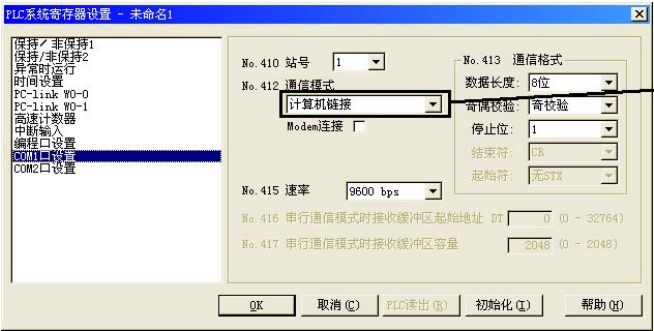 PLC系统寄存器设置 - 未命名1
保持/非保持1
保持/非保持2
异常时运行
时间设置
PC-link W0-0
PC-link W0-1
高速计数器
中断输入
编程口设置
COM1口设置
COM2口设置
No.410 站号 1
No.412 通信模式
计算机链接
Modem连接
No.413 通信格式
数据长度: 8位
奇偶校验: 奇校验
停止位: 1
结束符: CR
起始符: 无STX
No.415 速率 9600 bps
No.416 串行通信模式时接收缓冲区起始地址 DT 0 (0 - 32764)
No.417 串行通信模式时接收缓冲区容量 2048 (0 - 2048)
OK 取消(C) PLC读出(R) 初始化(I) 帮助(H)